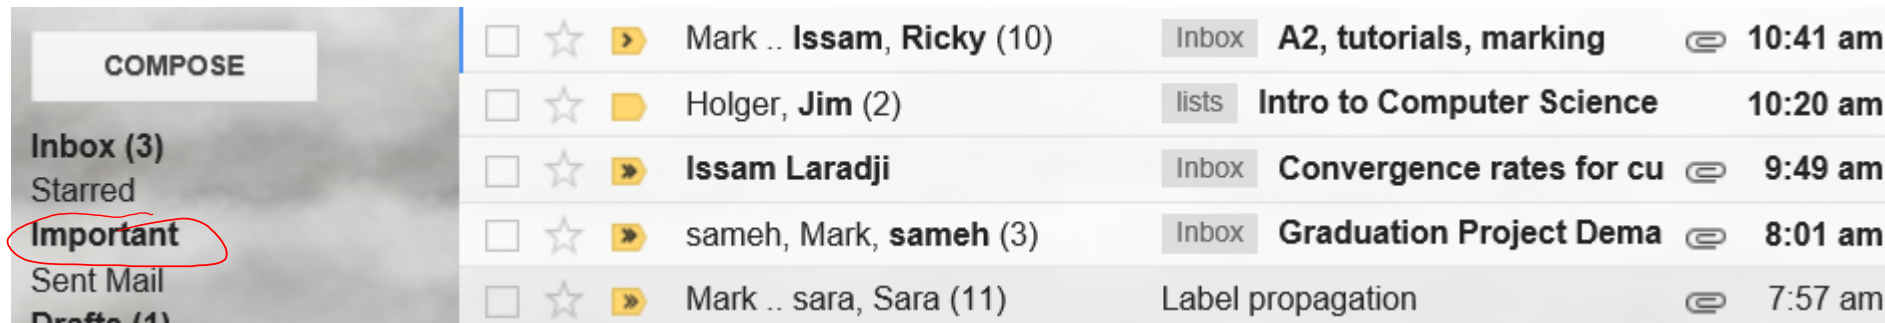 COMPOSE
Inbox (3)
Starred
Important
Sent Mail
Drafts (1)
Mark .. Issam, Ricky (10) Inbox A2, tutorials, marking 10:41 am
Holger, Jim (2) lists Intro to Computer Science 10:20 am
Issam Laradji Inbox Convergence rates for cu 9:49 am
sameh, Mark, sameh (3) Inbox Graduation Project Dema 8:01 am
Mark .. sara, Sara (11) Label propagation 7:57 am